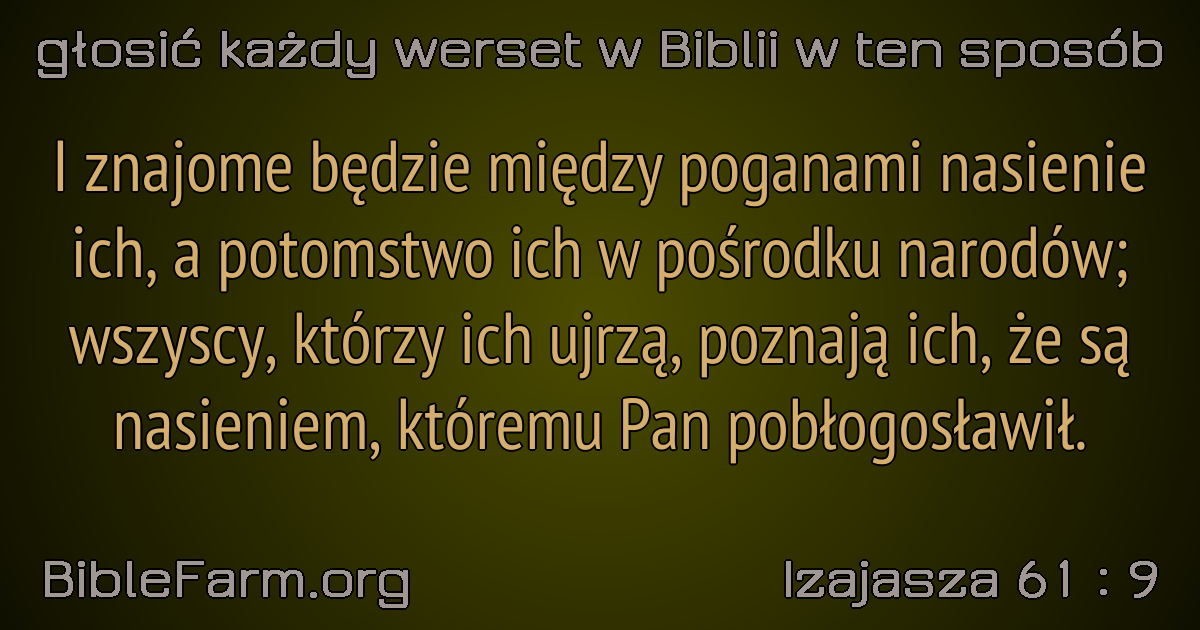 głosić każdy werset w Biblii w ten sposób
I znajome będzie między poganami nasienie
ich, a potomstwo ich w pośrodku narodów;
wszyscy, którzy ich ujrzą, poznają ich, że są
nasieniem, któremu Pan pobłogosławił.
BibleFarm.org
Izajasza 61 : 9